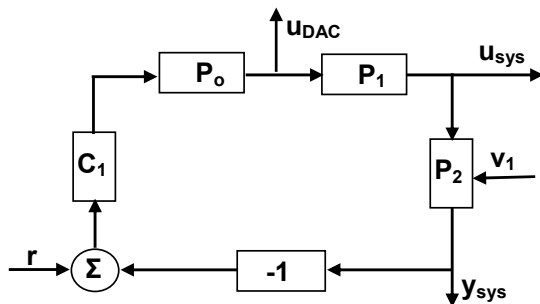 u_DAC
P_o
P_1
u_sys
C_1
P_2
v_1
r
Σ
-1
y_sys